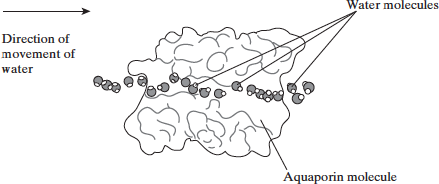 Water molecules
Direction of
movement of
water
Aquaporin molecule